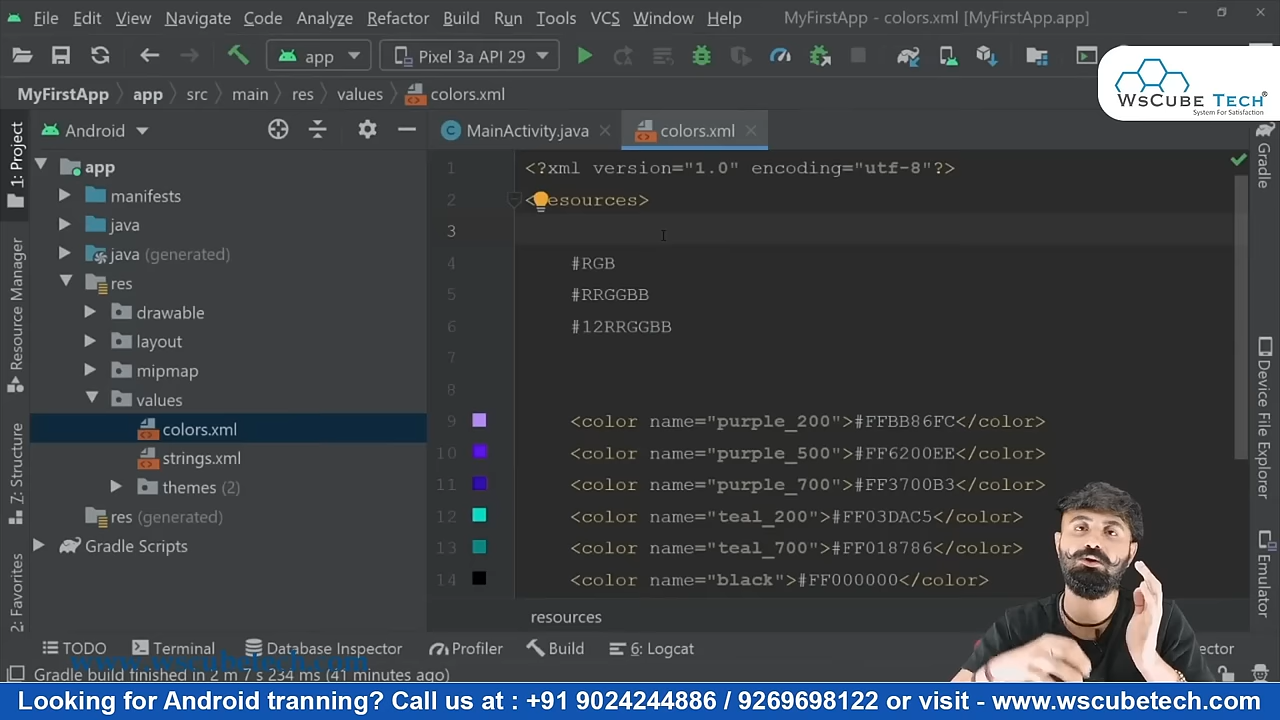 File Edit View Navigate Code Analyze Refactor Build Run Tools VCS Window Help MyFirstApp - colors.xml [MyFirstApp.app]
app Pixel 3a API 29
WsCube Tech®
System For Satisfaction
MyFirstApp app src main res values colors.xml
Android
MainActivity.java colors.xml
1: Project
Resource Manager
7: Structure
2: Favorites
app
manifests
java
java (generated)
res
drawable
layout
mipmap
values
colors.xml
strings.xml
themes (2)
res (generated)
Gradle Scripts
1 <?xml version="1.0" encoding="utf-8"?>
2 <resources>
3
4 #RGB
5 #RRGGBB
6 #12RRGGBB
7
8
9 <color name="purple_200">#FFBB86FC</color>
10 <color name="purple_500">#FF6200EE</color>
11 <color name="purple_700">#FF3700B3</color>
12 <color name="teal_200">#FF03DAC5</color>
13 <color name="teal_700">#FF018786</color>
14 <color name="black">#FF000000</color>
resources
Gradle
Device File Explorer
Emulator
TODO Terminal Database Inspector Profiler Build 6: Logcat
www.wscubetech.com
Gradle build finished in 2 m 7 s 234 ms (41 minutes ago)
Looking for Android tranning? Call us at : +91 9024244886 / 9269698122 or visit - www.wscubetech.com